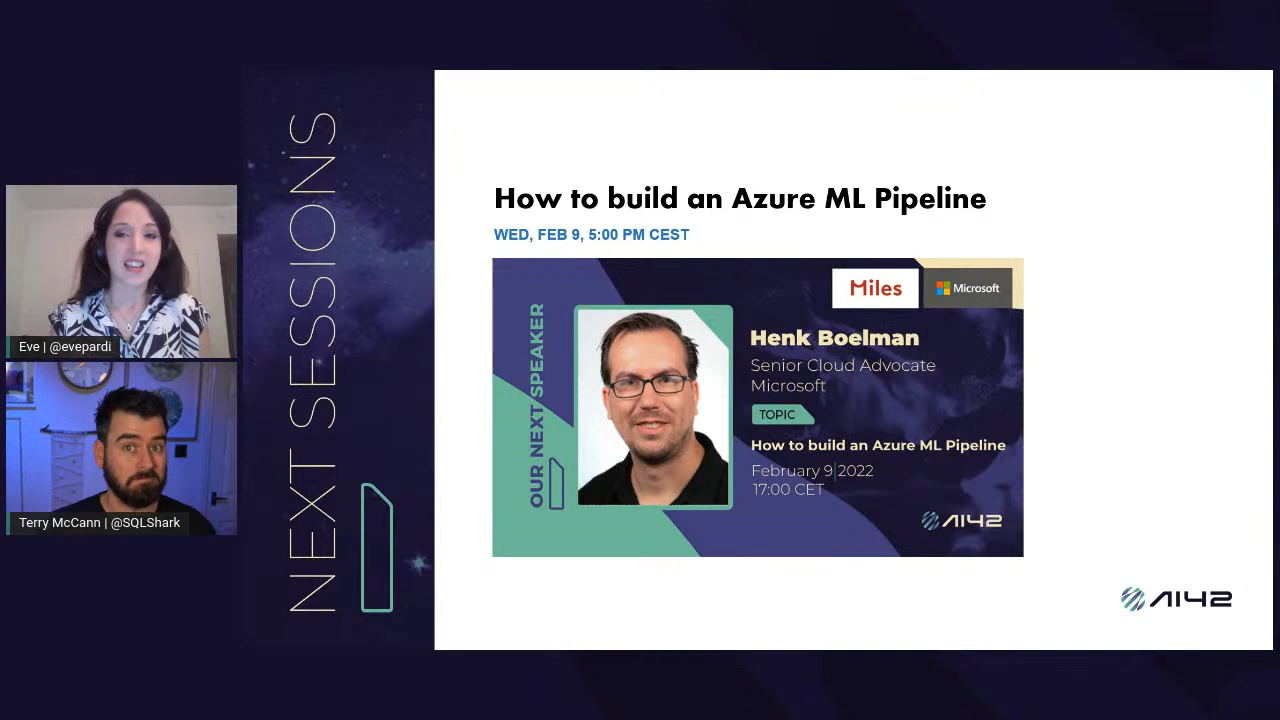 Eve | @evepardi
Terry McCann | @SQLShark
NEXT SESSIONS
How to build an Azure ML Pipeline
WED, FEB 9, 5:00 PM CEST
OUR NEXT SPEAKER
Miles
Microsoft
Henk Boelman
Senior Cloud Advocate
Microsoft
TOPIC
How to build an Azure ML Pipeline
February 9|2022
17:00 CET
AI42
AI42